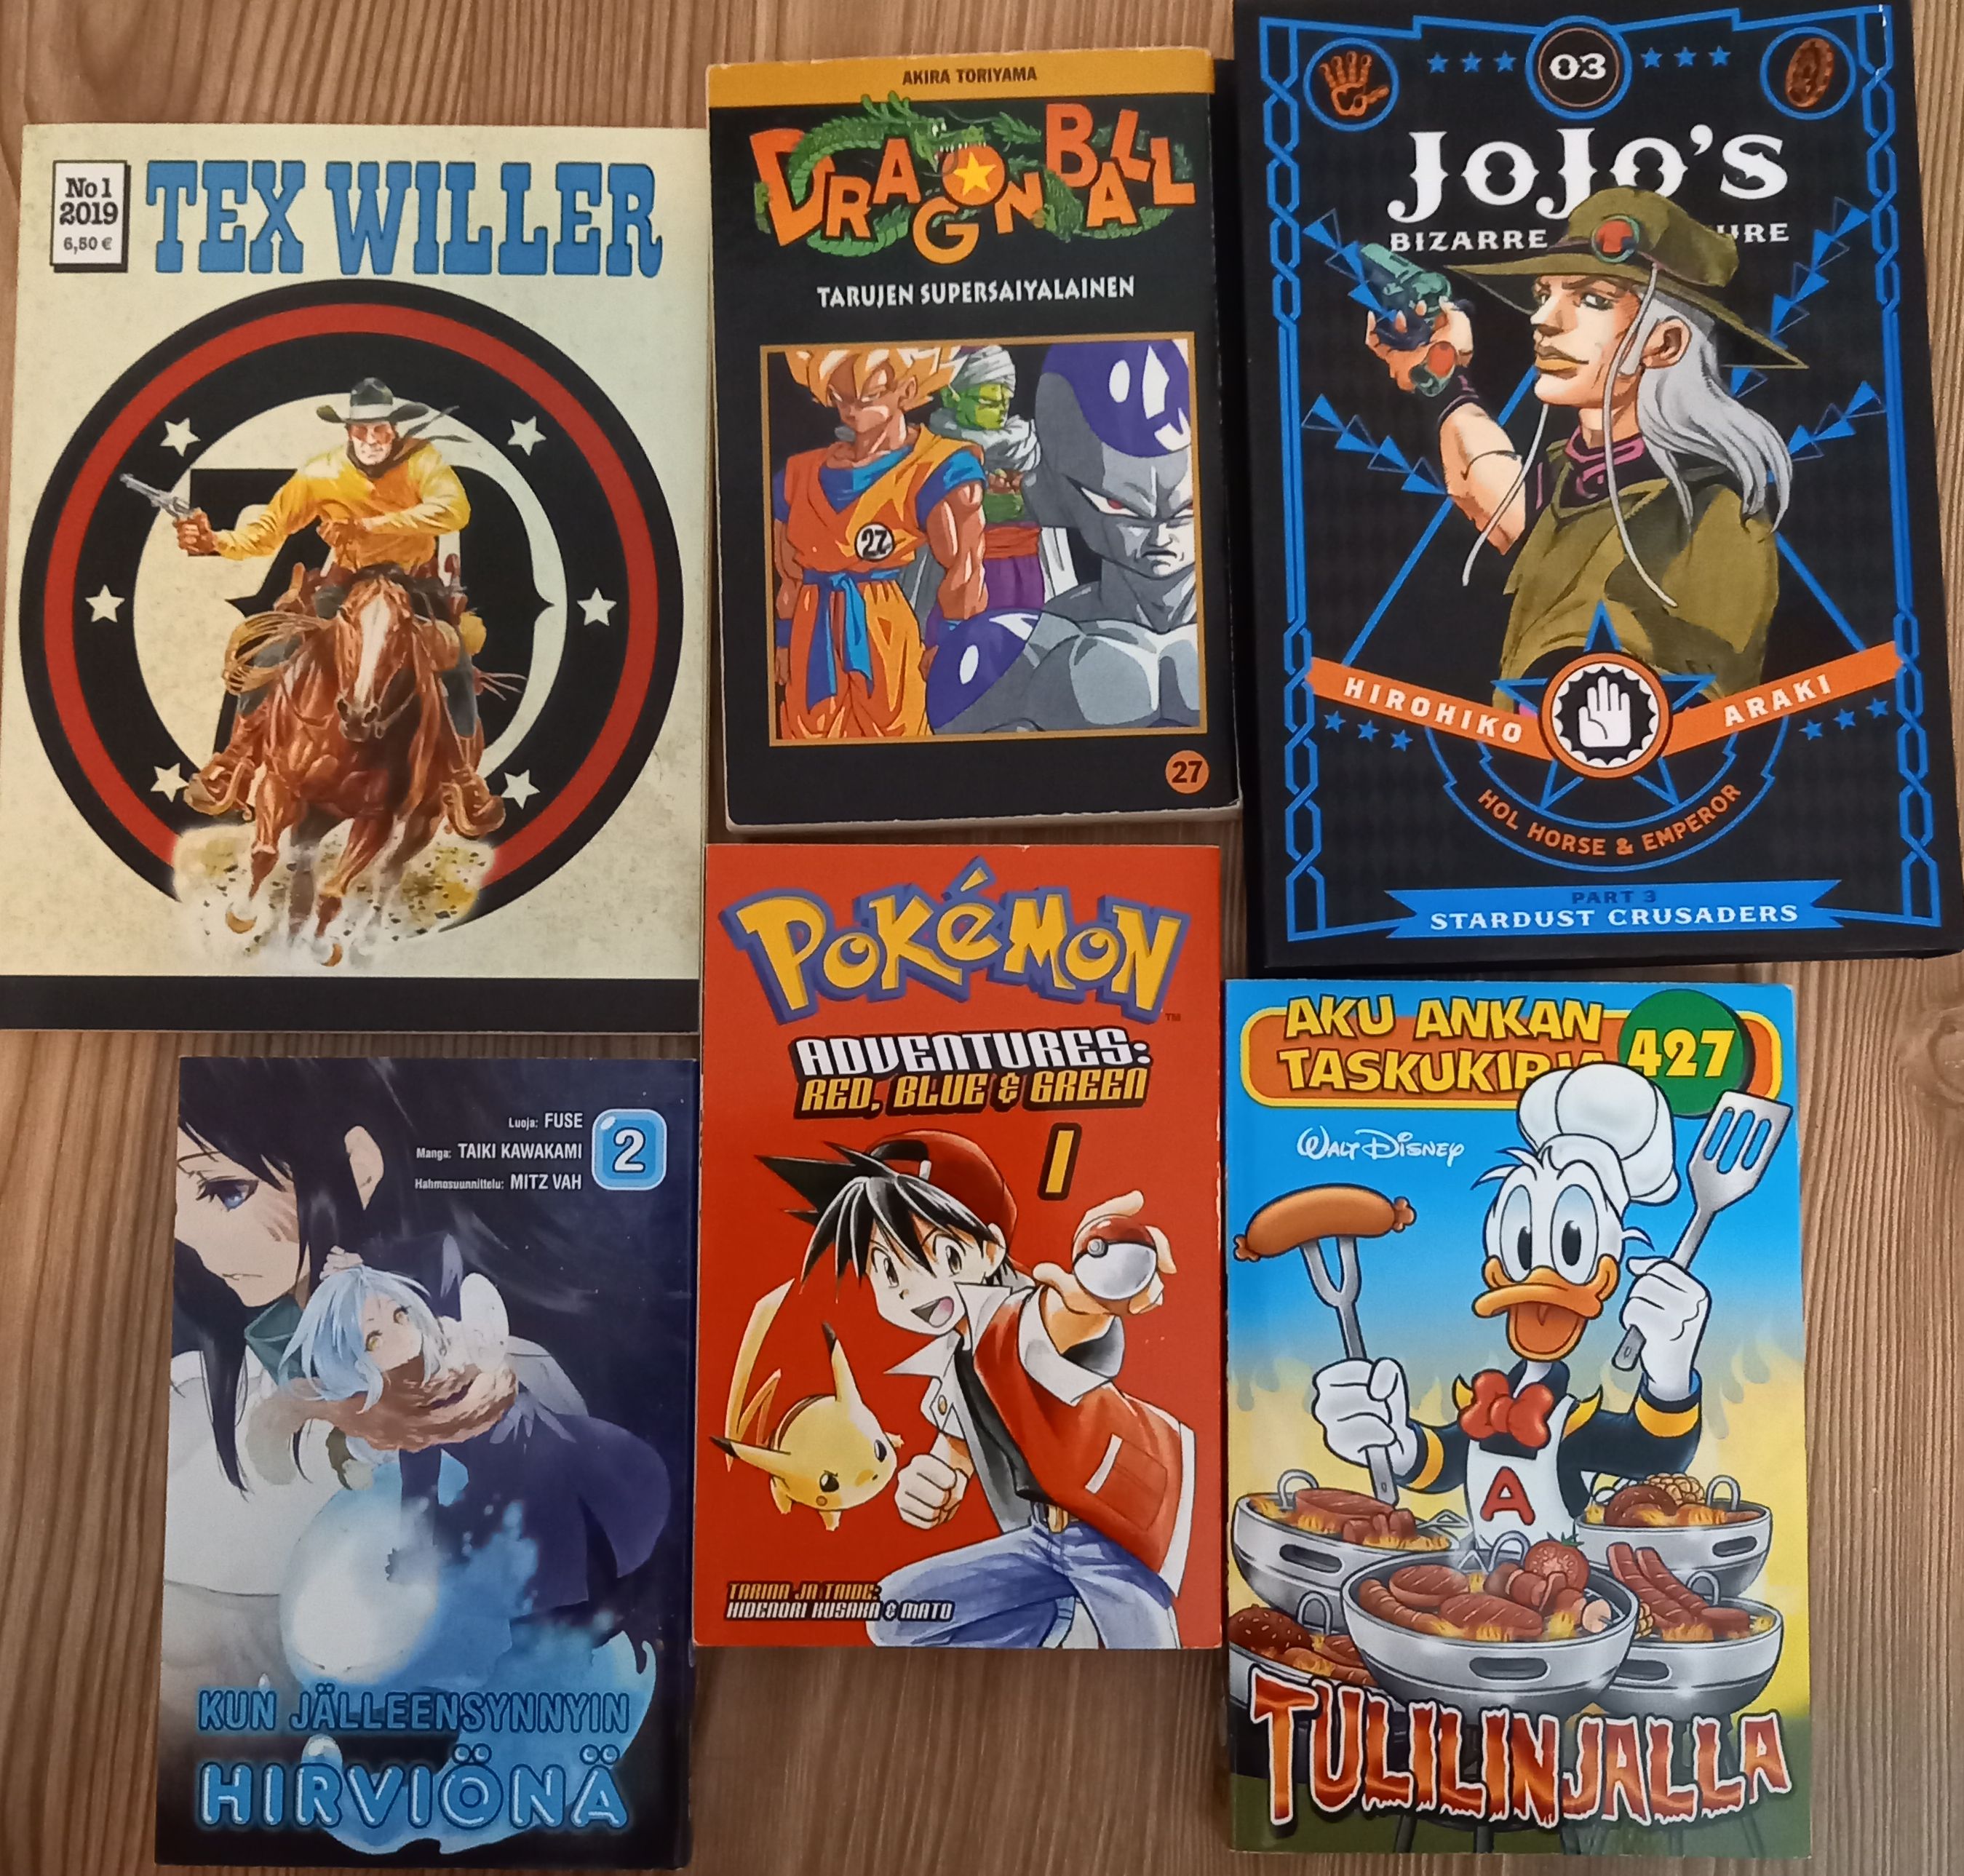 No 1
2019
6,50 €
TEX WILLER
AKIRA TORIYAMA
DRAGON BALL
TARUJEN SUPERSAIYALAINEN
27
27
03
JOJO'S
BIZARRE URE
HIROHIKO ARAKI
HOL HORSE & EMPEROR
PART 3
STARDUST CRUSADERS
Luoja: FUSE
Manga: TAIKI KAWAKAMI
Hahmosuunnittelu: MITZ VAH
2
KUN JÄLLEENSYNNYIN
HIRVIÖNÄ
POKÉMON
TM
ADVENTURES:
RED, BLUE & GREEN
1
TARINA JA TAIDE:
HIDENORI KUSAKA & MATO
AKU ANKAN
TASKUKIRJA
427
WALT DISNEY
A
TULILINJALLA